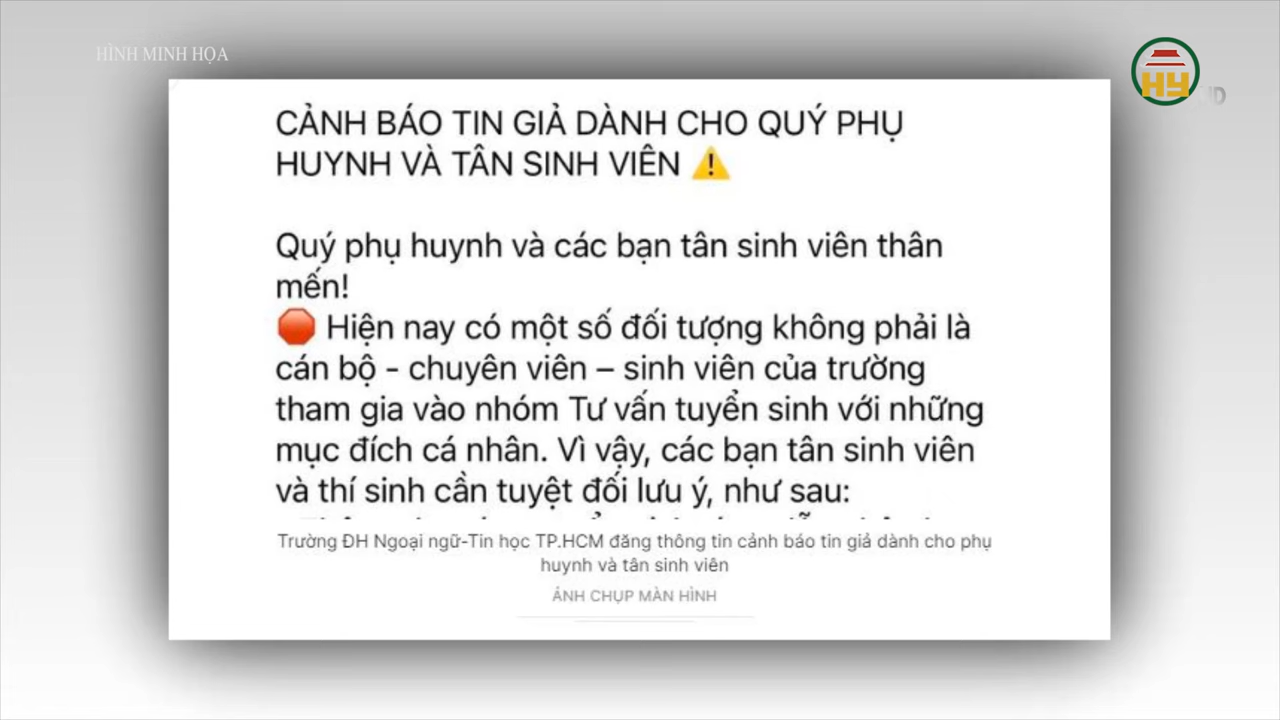 HÌNH MINH HỌA
HY HD
CẢNH BÁO TIN GIẢ DÀNH CHO QUÝ PHỤ
HUYNH VÀ TÂN SINH VIÊN ⚠️
Quý phụ huynh và các bạn tân sinh viên thân
mến!
🛑 Hiện nay có một số đối tượng không phải là
cán bộ - chuyên viên – sinh viên của trường
tham gia vào nhóm Tư vấn tuyển sinh với những
mục đích cá nhân. Vì vậy, các bạn tân sinh viên
và thí sinh cần tuyệt đối lưu ý, như sau:
Trường ĐH Ngoại ngữ-Tin học TP.HCM đăng thông tin cảnh báo tin giả dành cho phụ
huynh và tân sinh viên
ẢNH CHỤP MÀN HÌNH